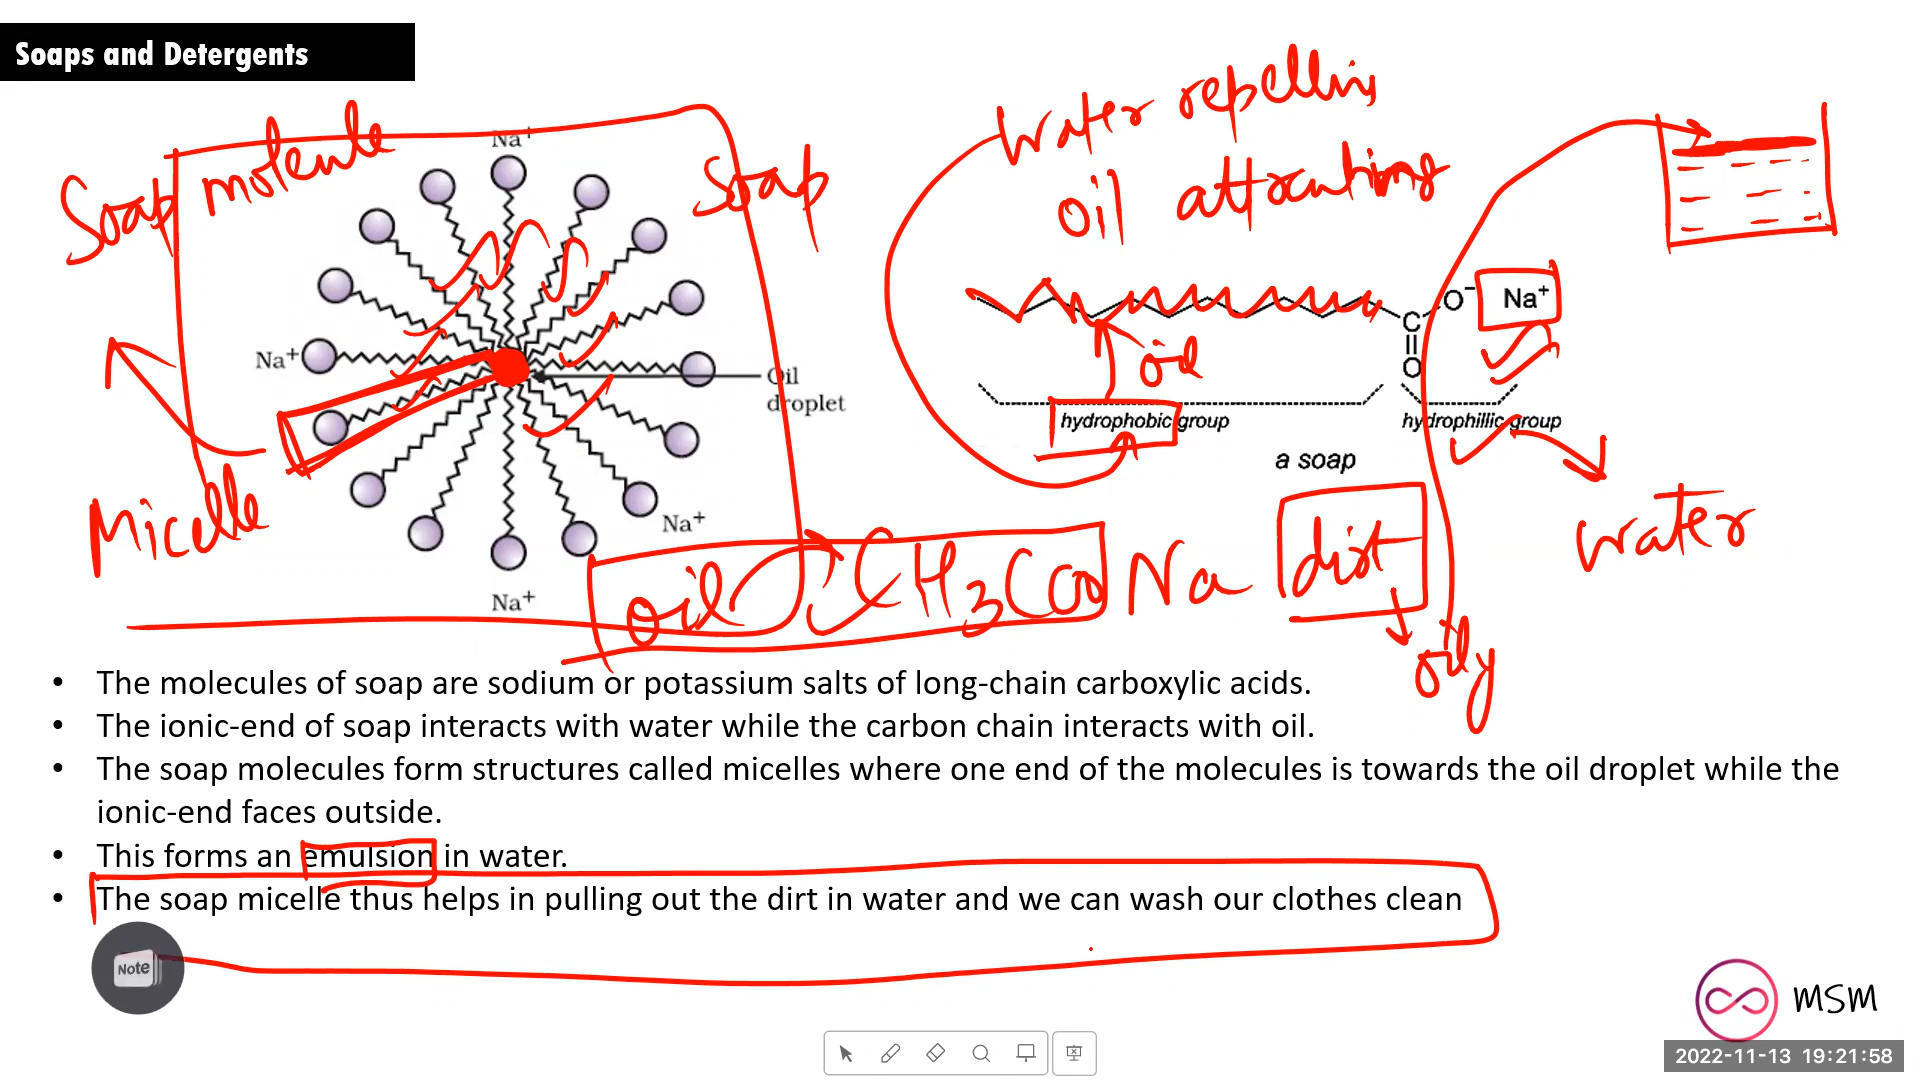 Soaps and Detergents
Water repelling
oil attracting
Soap molecule
Soap
Na⁺
Na⁺
Oil
droplet
Na⁺
Na⁺
Micelle
O⁻ Na⁺
C
O
oil
hydrophobic group
hydrophillic group
a soap
water
oil CH3COO Na
dirt
oily
• The molecules of soap are sodium or potassium salts of long-chain carboxylic acids.
• The ionic-end of soap interacts with water while the carbon chain interacts with oil.
• The soap molecules form structures called micelles where one end of the molecules is towards the oil droplet while the
ionic-end faces outside.
• This forms an emulsion in water.
• The soap micelle thus helps in pulling out the dirt in water and we can wash our clothes clean
Note
MSM
2022-11-13 19:21:58